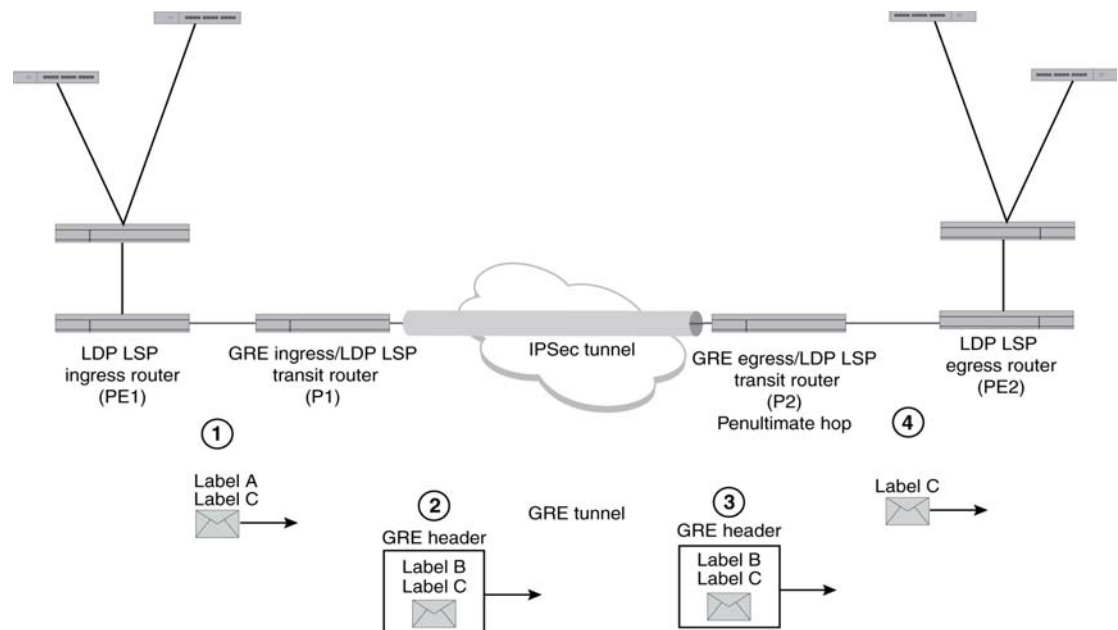 IPSec tunnel
LDP LSP
ingress router
(PE1)
GRE ingress/LDP LSP
transit router
(P1)
GRE egress/LDP LSP
transit router
(P2)
Penultimate hop
LDP LSP
egress router
(PE2)
1
Label A
Label C
2
GRE header
Label B
Label C
GRE tunnel
3
GRE header
Label B
Label C
4
Label C